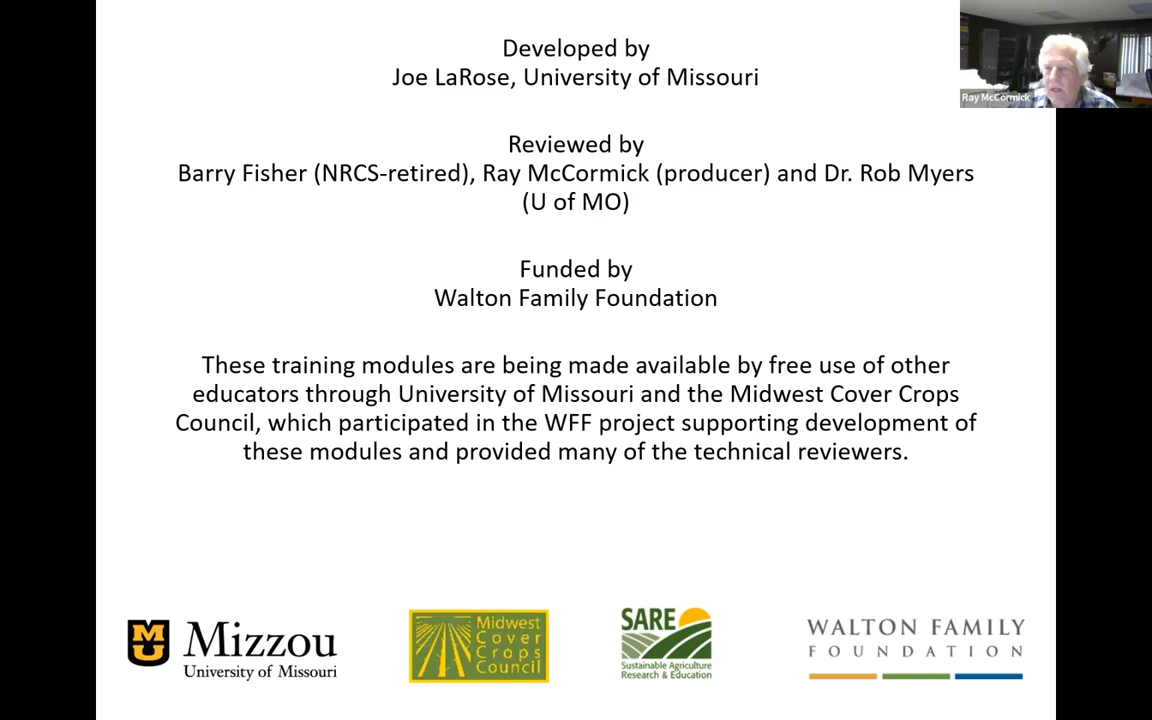 Developed by
Joe LaRose, University of Missouri
Ray McCormick
Reviewed by
Barry Fisher (NRCS-retired), Ray McCormick (producer) and Dr. Rob Myers
(U of MO)
Funded by
Walton Family Foundation
These training modules are being made available by free use of other
educators through University of Missouri and the Midwest Cover Crops
Council, which participated in the WFF project supporting development of
these modules and provided many of the technical reviewers.
MU
Mizzou
University of Missouri
Midwest
Cover
Crops
Council
SARE
Sustainable Agriculture
Research & Education
WALTON FAMILY
FOUNDATION